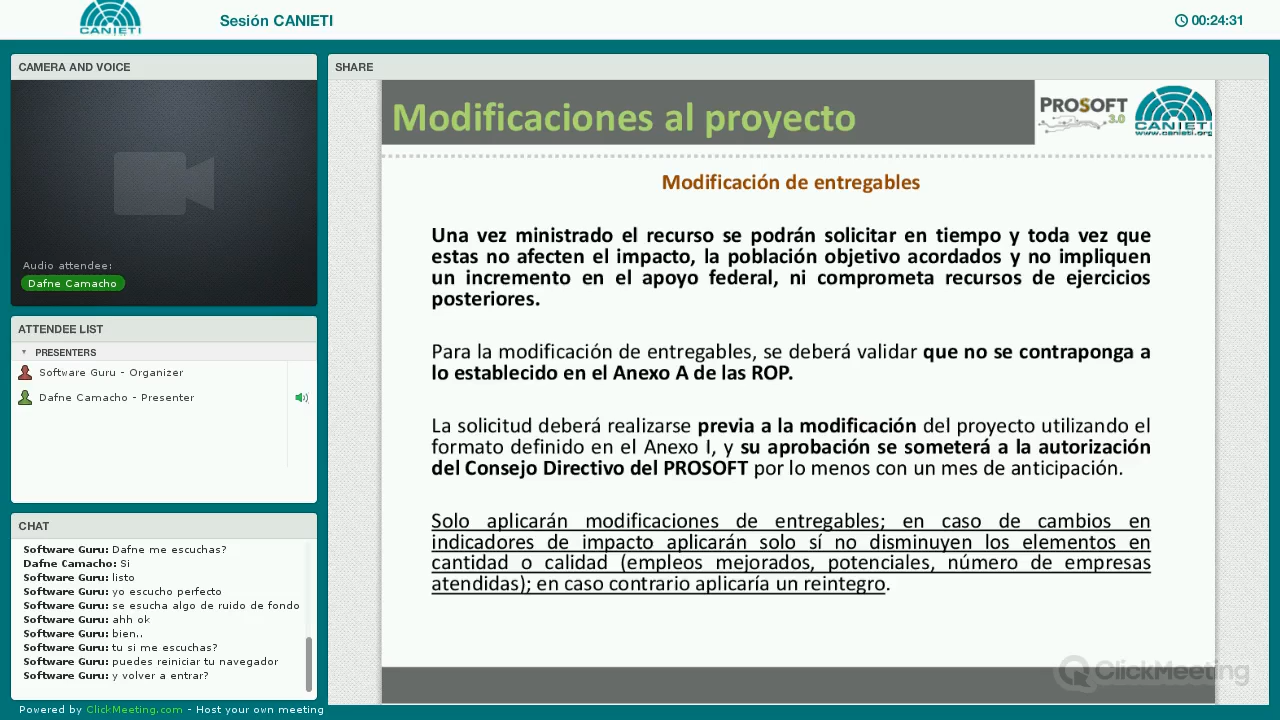 CANIETI
Sesión CANIETI
00:24:31
CAMERA AND VOICE
Audio attendee:
Dafne Camacho
ATTENDEE LIST
PRESENTERS
Software Guru - Organizer
Dafne Camacho - Presenter
CHAT
Software Guru: Dafne me escuchas?
Dafne Camacho: Si
Software Guru: listo
Software Guru: yo escucho perfecto
Software Guru: se escucha algo de ruido de fondo
Software Guru: ahh ok
Software Guru: bien..
Software Guru: tu si me escuchas?
Software Guru: puedes reiniciar tu navegador
Software Guru: y volver a entrar?
Powered by ClickMeeting.com - Host your own meeting
SHARE
Modificaciones al proyecto
PROSOFT
3.0
CANIETI
www.canieti.org
Modificación de entregables
Una vez ministrado el recurso se podrán solicitar en tiempo y toda vez que
estas no afecten el impacto, la población objetivo acordados y no impliquen
un incremento en el apoyo federal, ni comprometa recursos de ejercicios
posteriores.
Para la modificación de entregables, se deberá validar que no se contraponga a
lo establecido en el Anexo A de las ROP.
La solicitud deberá realizarse previa a la modificación del proyecto utilizando el
formato definido en el Anexo I, y su aprobación se someterá a la autorización
del Consejo Directivo del PROSOFT por lo menos con un mes de anticipación.
Solo aplicarán modificaciones de entregables; en caso de cambios en
indicadores de impacto aplicarán solo sí no disminuyen los elementos en
cantidad o calidad (empleos mejorados, potenciales, número de empresas
atendidas); en caso contrario aplicaría un reintegro.
ClickMeeting